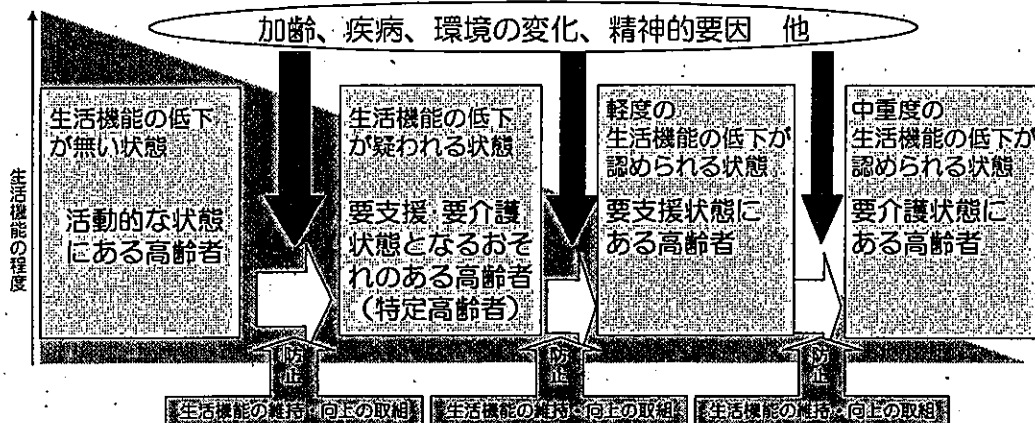 加齢、疾病、環境の変化、精神的要因 他
生活機能の程度
生活機能の低下
が無い状態
活動的な状態
にある高齢者
生活機能の低下
が疑われる状態
要支援 要介護
状態となるおそ
れのある高齢者
(特定高齢者)
軽度の
生活機能の低下が
認められる状態
要支援状態に
ある高齢者
中重度の
生活機能の低下が
認められる状態
要介護状態に
ある高齢者
防止
防止
防止
生活機能の維持・向上の取組
生活機能の維持・向上の取組
生活機能の維持・向上の取組